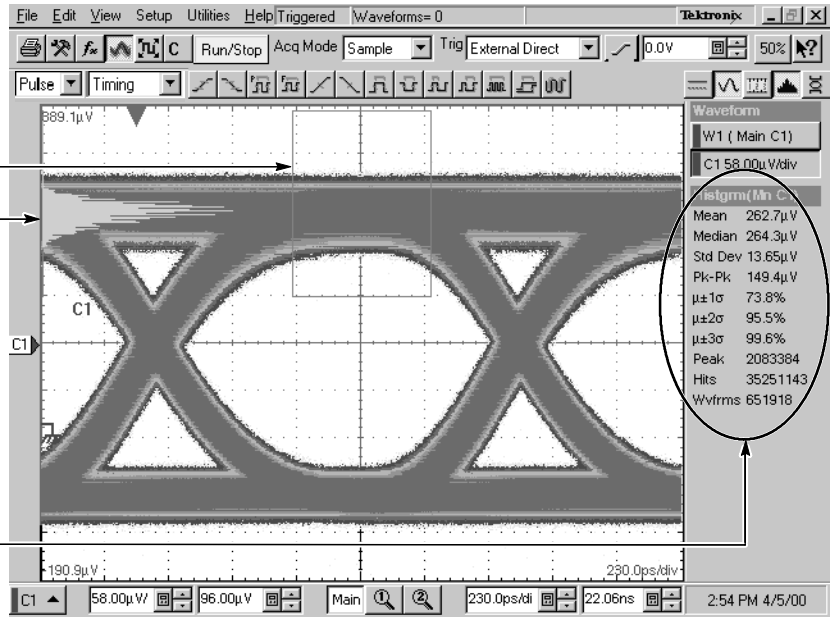 File Edit View Setup Utilities Help Triggered Waveforms= 0 Tektronix
C Run/Stop Acq Mode Sample Trig External Direct 0.0V 50%
Pulse Timing
389.1µV
Waveform
W1 ( Main C1)
C1 58.00µV/div
Histgrm(Mn C1)
Mean 262.7µV
Median 264.3µV
Std Dev 13.65µV
Pk-Pk 149.4µV
µ±1σ 73.8%
µ±2σ 95.5%
µ±3σ 99.6%
Peak 2083384
Hits 35251143
Wvfrms 651918
C1
C1
-190.9µV
230.0ps/div
C1 58.00µV/ 96.00µV Main 1 2 230.0ps/di 22.06ns 2:54 PM 4/5/00